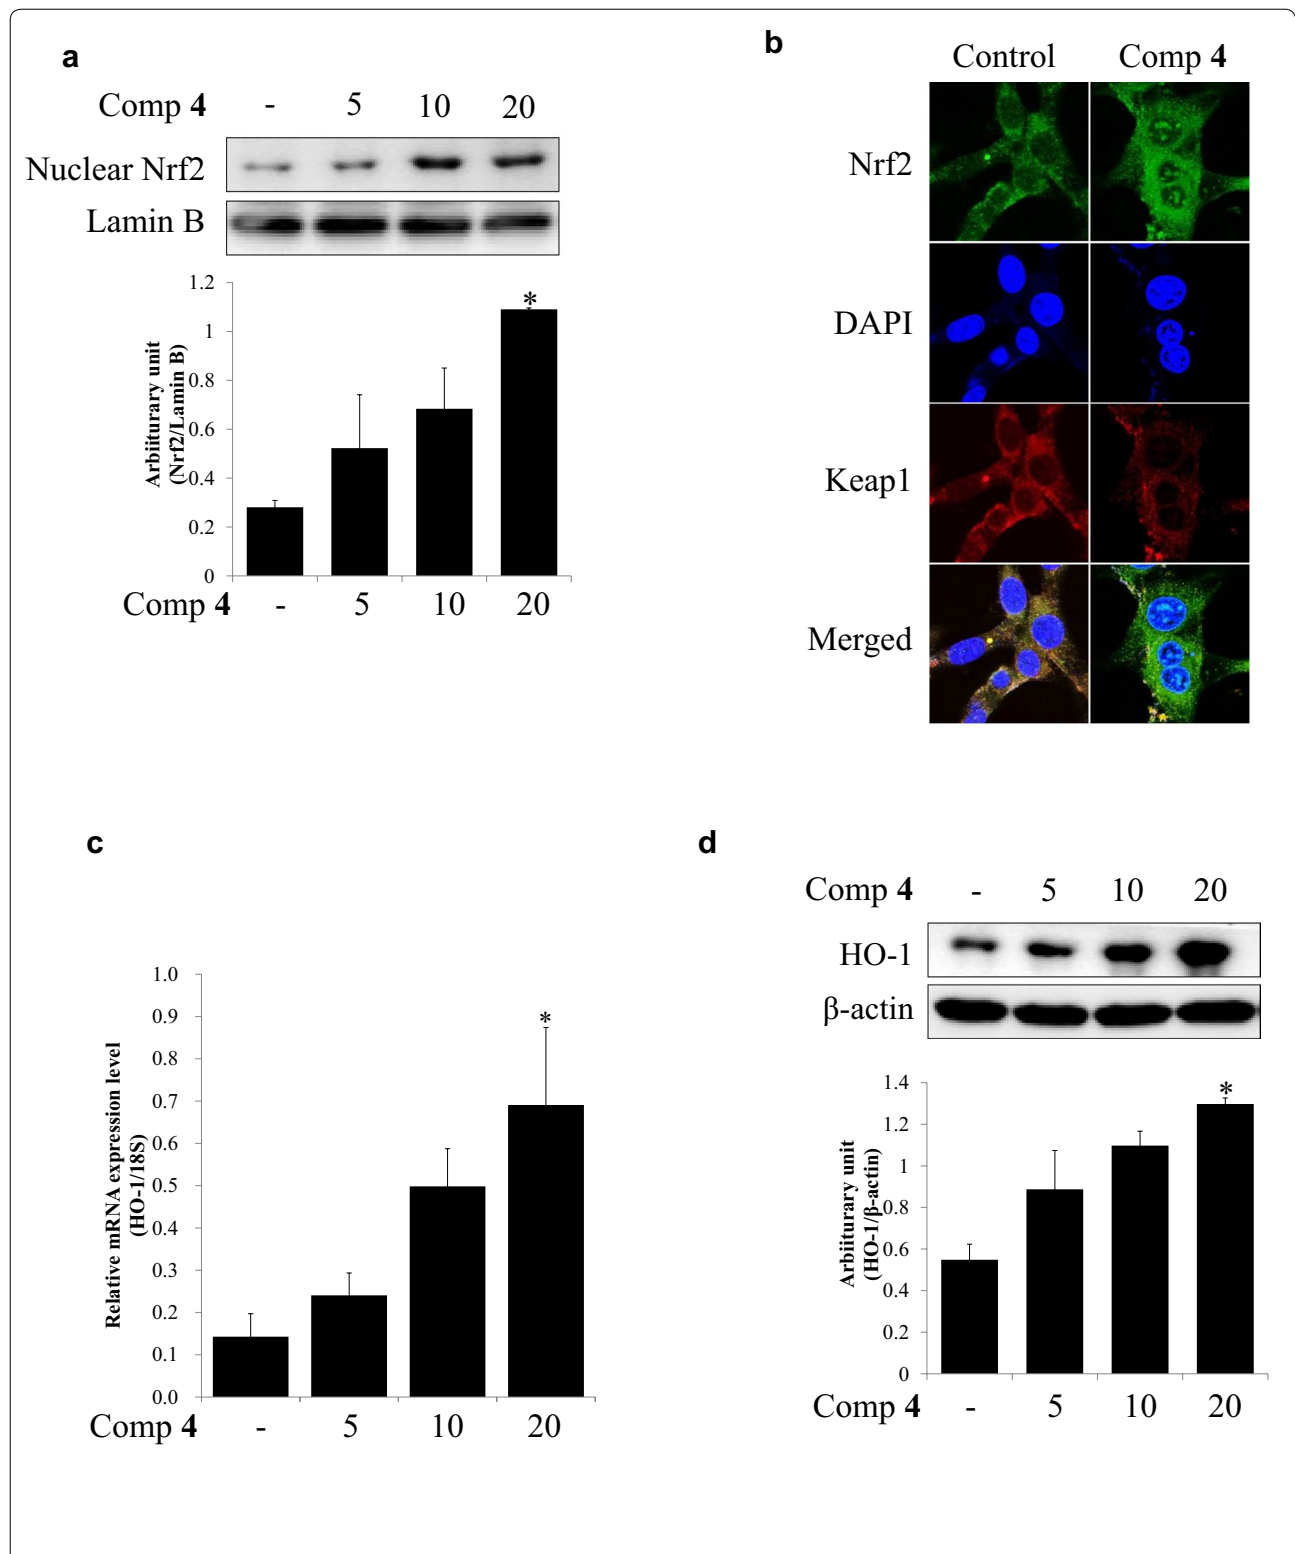 a
Comp 4 - 5 10 20
Nuclear Nrf2
Lamin B
1.2
1
0.8
0.6
0.4
0.2
0
Arbiiturary unit
(Nrf2/Lamin B)
*
Comp 4 - 5 10 20
b
Control Comp 4
Nrf2
DAPI
Keap1
Merged
c
1.0
0.9
0.8
0.7
0.6
0.5
0.4
0.3
0.2
0.1
0.0
Relative mRNA expression level
(HO-1/18S)
*
Comp 4 - 5 10 20
d
Comp 4 - 5 10 20
HO-1
β-actin
1.4
1.2
1
0.8
0.6
0.4
0.2
0
Arbiiturary unit
(HO-1/β-actin)
*
Comp 4 - 5 10 20